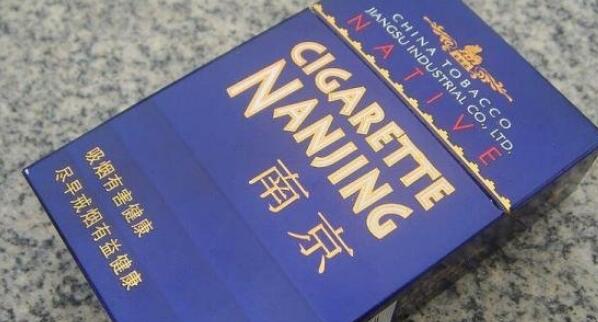 CHINA TOBACCO
JIANGSU INDUSTRIAL CO., LTD.
NATIVE
CIGARETTE
NANJING
南京
吸烟有害健康
尽早戒烟有益健康